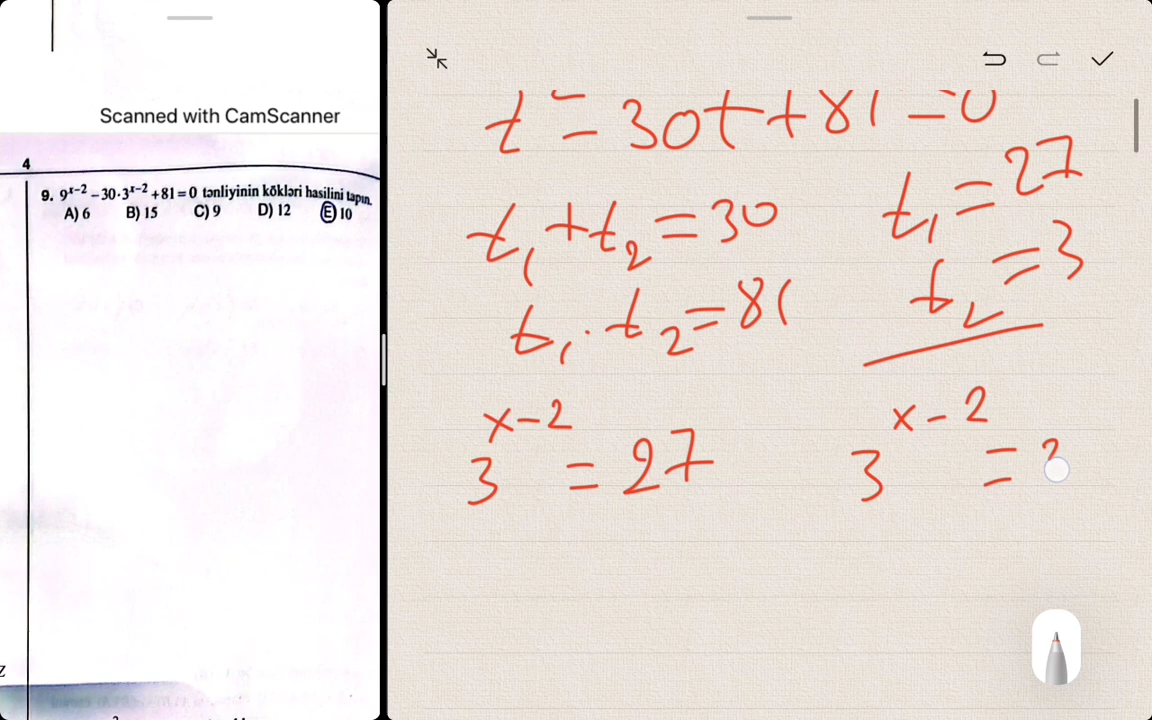 Scanned with CamScanner
4
9. 9^{x-2} – 30·3^{x-2} + 81 = 0 tənliyinin kökləri hasilini tapın.
A) 6 B) 15 C) 9 D) 12 E) 10
t² - 30t + 81 = 0
t₁ + t₂ = 30
t₁ · t₂ = 81
t₁ = 27
t₂ = 3
3^{x-2} = 27
3^{x-2} =